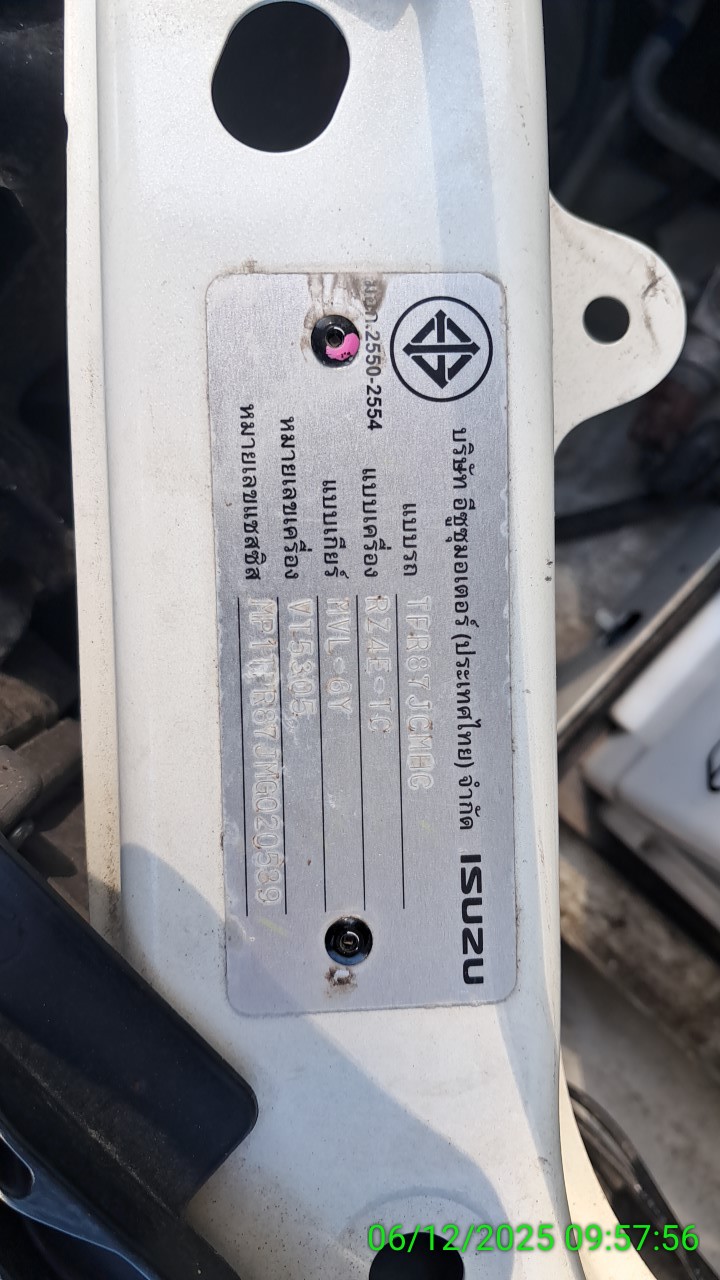 บริษัท อีซูซุมอเตอร์ (ประเทศไทย) จำกัด ISUZU
มอก.2550-2554
แบบรถ TFR87JCMHG
แบบเครื่อง RZ4E-TC
แบบเกียร์ MVL-6Y
หมายเลขเครื่อง VT5305
หมายเลขแชสซิส MP1TFR87JMG020589
06/12/2025 09:57:56